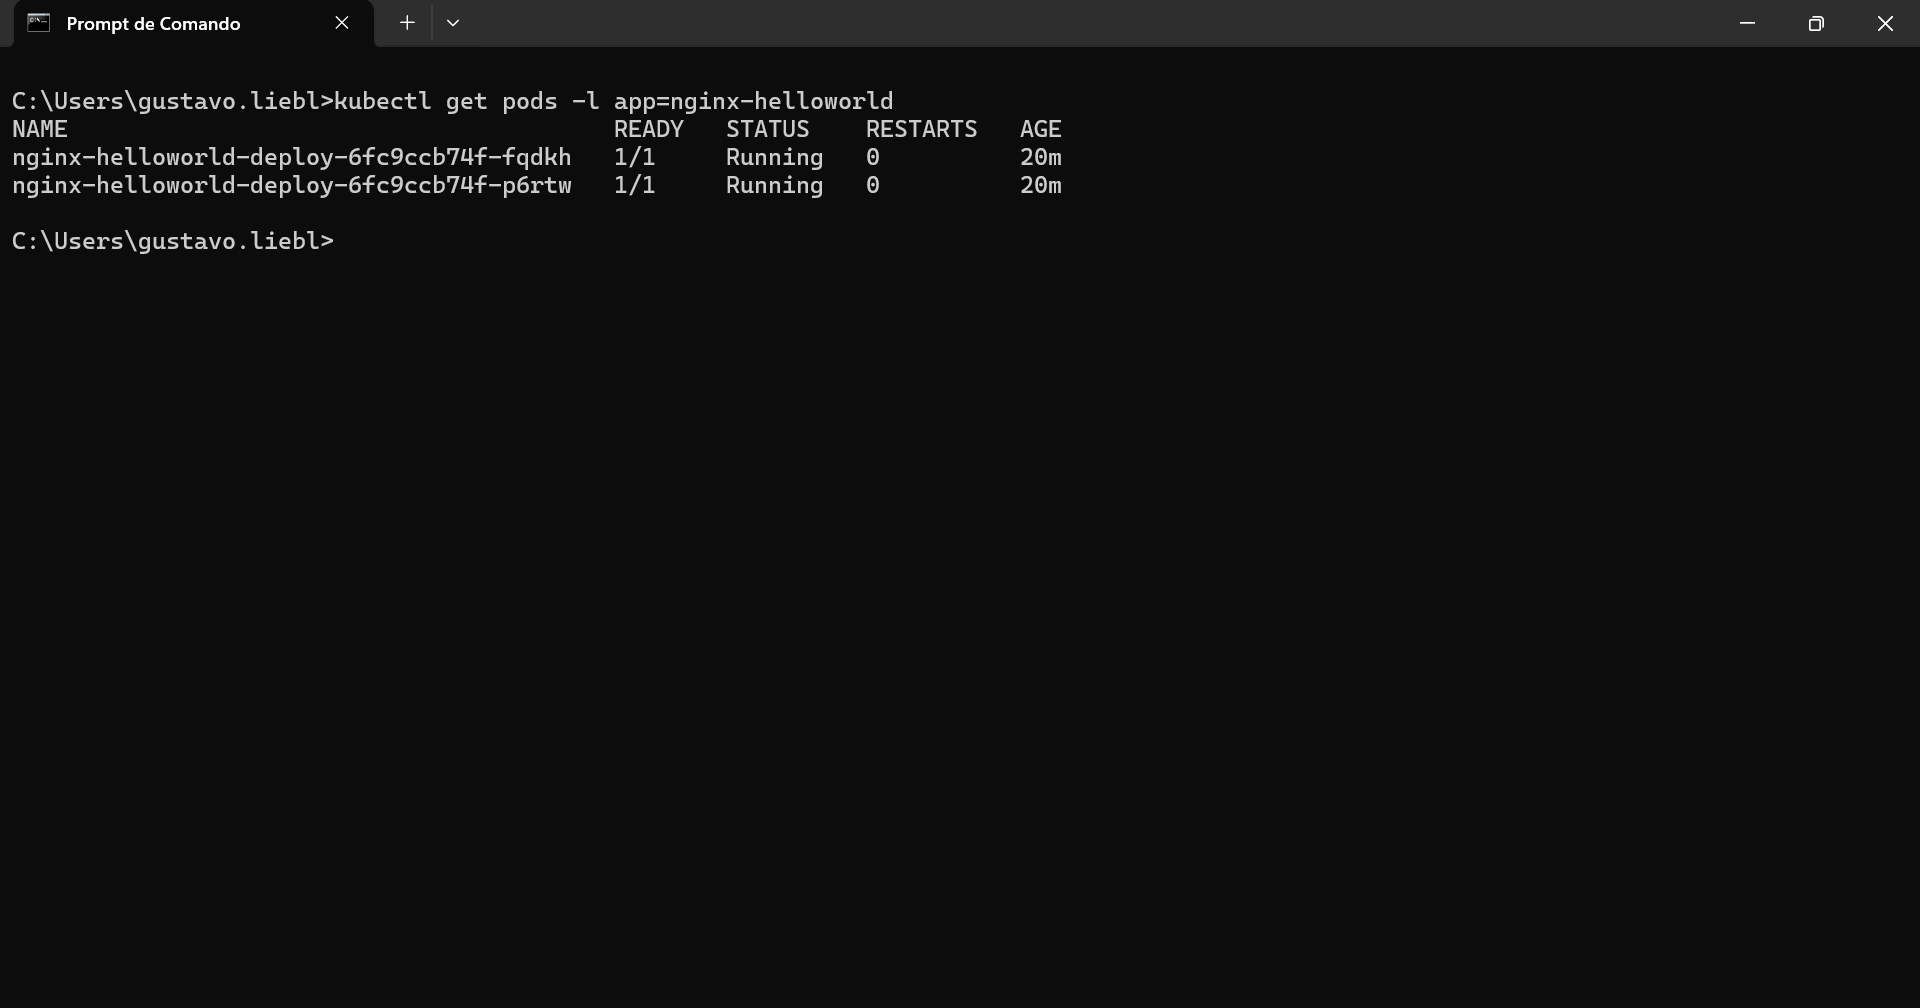 Prompt de Comando
C:\Users\gustavo.liebl>kubectl get pods -l app=nginx-helloworld
NAME                                       READY   STATUS    RESTARTS   AGE
nginx-helloworld-deploy-6fc9ccb74f-fqdkh   1/1     Running   0          20m
nginx-helloworld-deploy-6fc9ccb74f-p6rtw   1/1     Running   0          20m
C:\Users\gustavo.liebl>